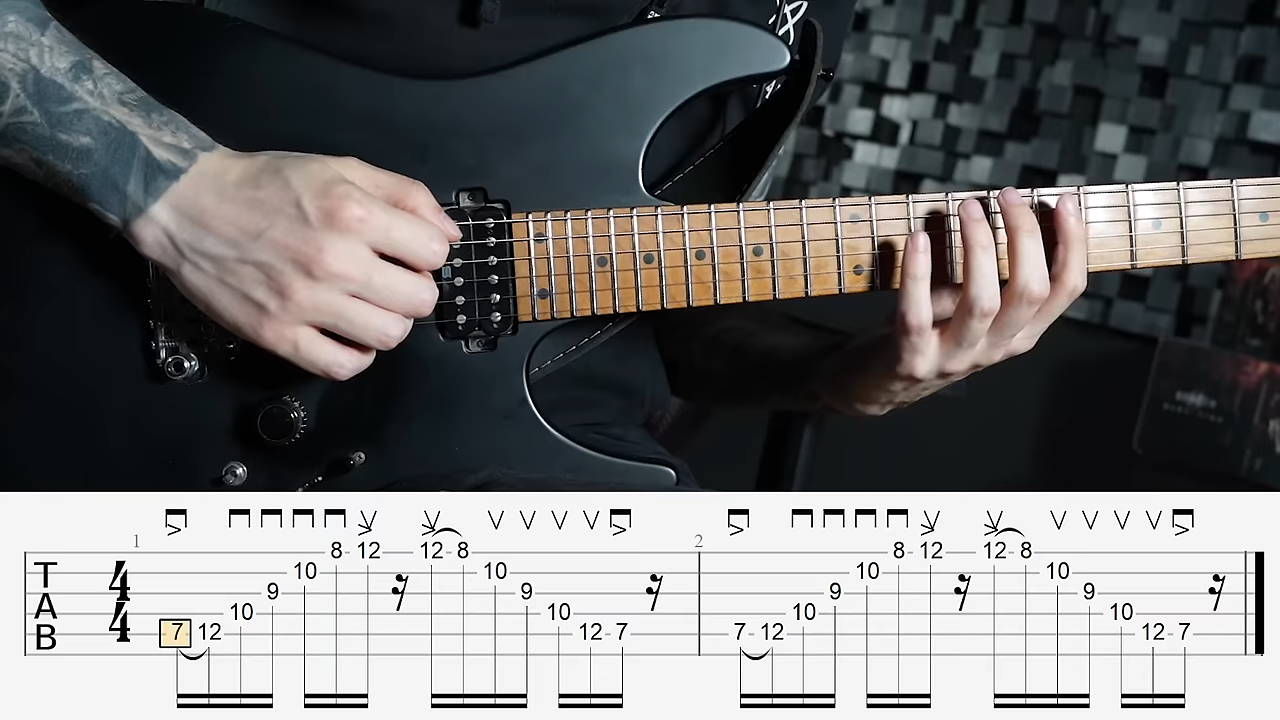 1 2
8 12 12 8 8 12 12 8
T 4 10 10 10 10
A 9 9 9 9
4 10 10 10 10
B 7 12 12 7 7 12 12 7